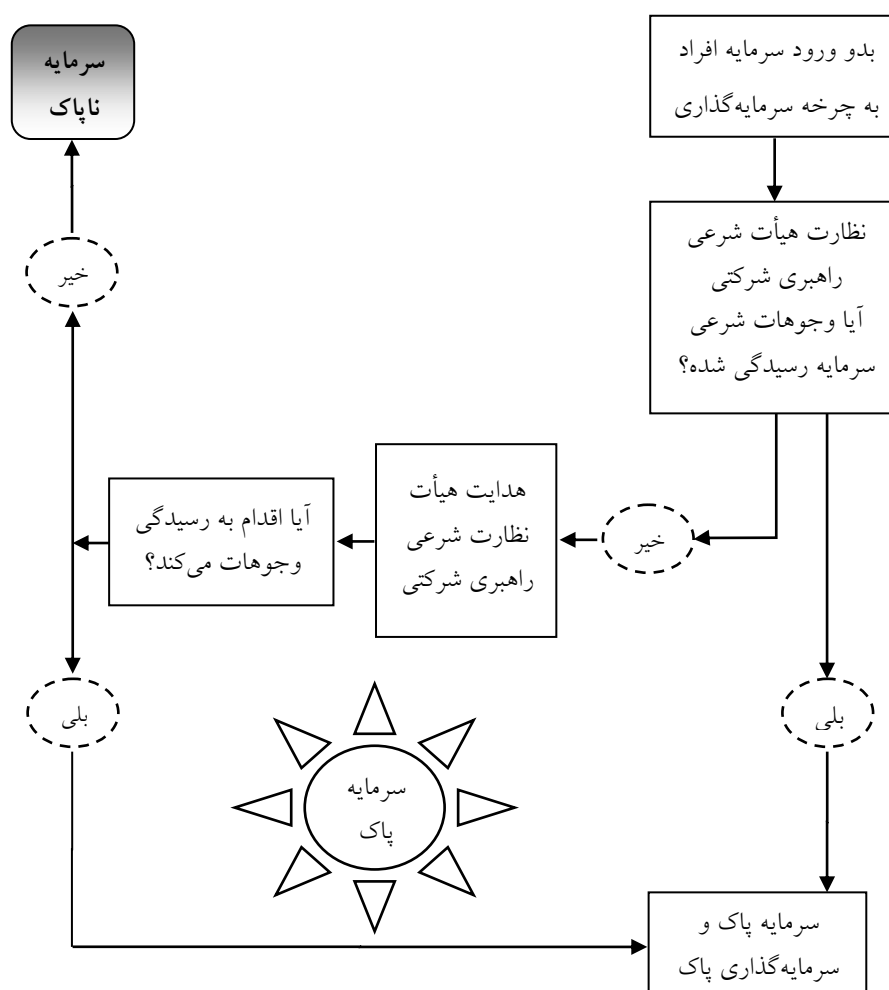 بدو ورود سرمایه افراد
به چرخه سرمایه‌گذاری
سرمایه
ناپاک
نظارت هیأت شرعی
راهبری شرکتی
آیا وجوهات شرعی
سرمایه رسیدگی شده؟
خیر
خیر
هدایت هیأت
نظارت شرعی
راهبری شرکتی
آیا اقدام به رسیدگی
وجوهات می‌کند؟
بلی
بلی
سرمایه
پاک
سرمایه پاک و
سرمایه‌گذاری پاک